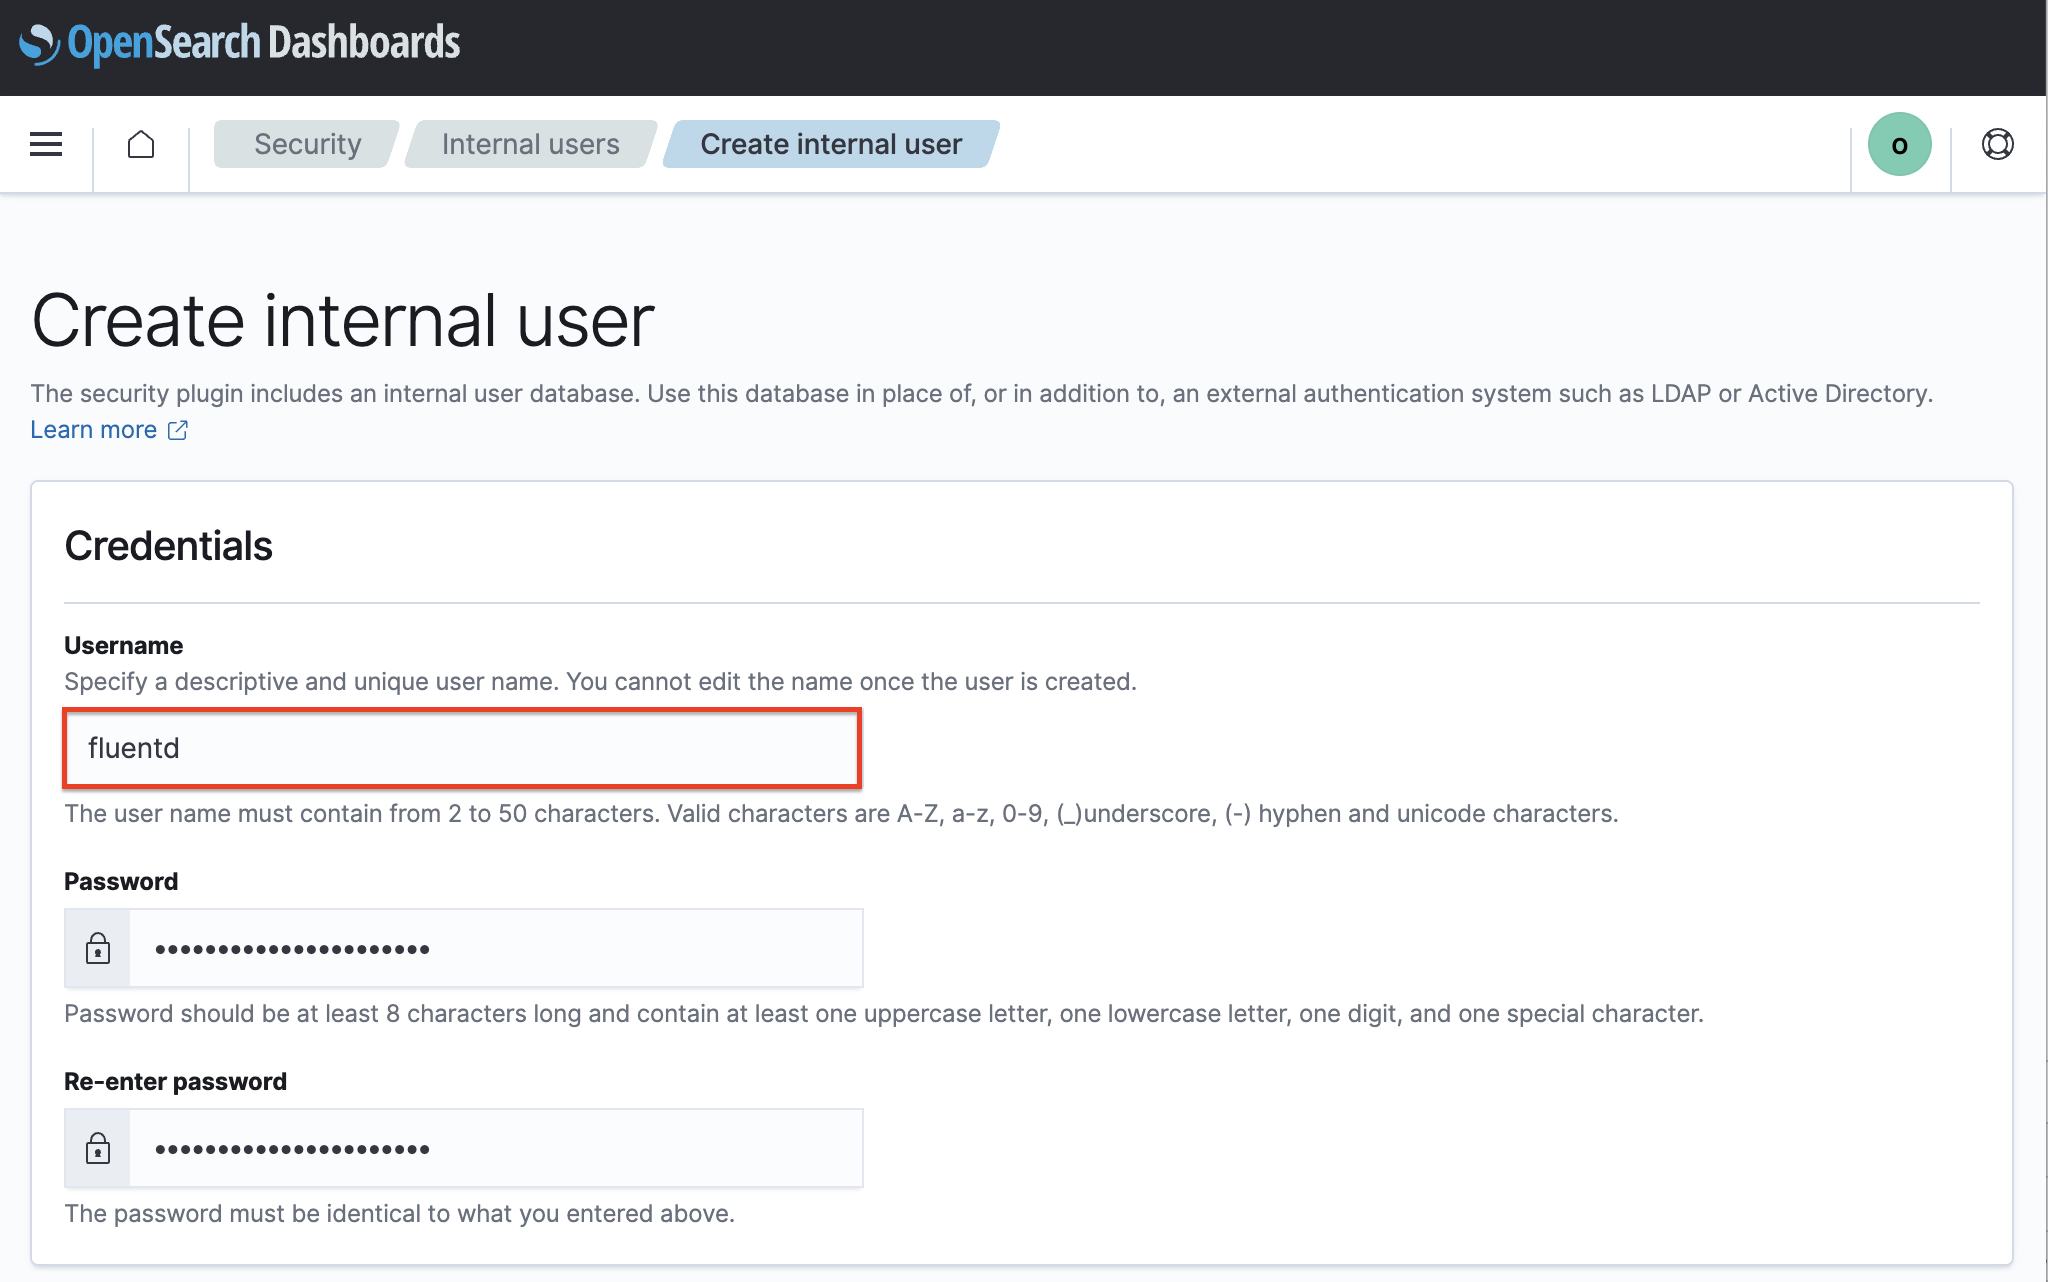 OpenSearch Dashboards
Security
Internal users
Create internal user
o
Create internal user
The security plugin includes an internal user database. Use this database in place of, or in addition to, an external authentication system such as LDAP or Active Directory.
Learn more
Credentials
Username
Specify a descriptive and unique user name. You cannot edit the name once the user is created.
fluentd
The user name must contain from 2 to 50 characters. Valid characters are A-Z, a-z, 0-9, (_)underscore, (-) hyphen and unicode characters.
Password
••••••••••••••••••••••
Password should be at least 8 characters long and contain at least one uppercase letter, one lowercase letter, one digit, and one special character.
Re-enter password
••••••••••••••••••••••
The password must be identical to what you entered above.